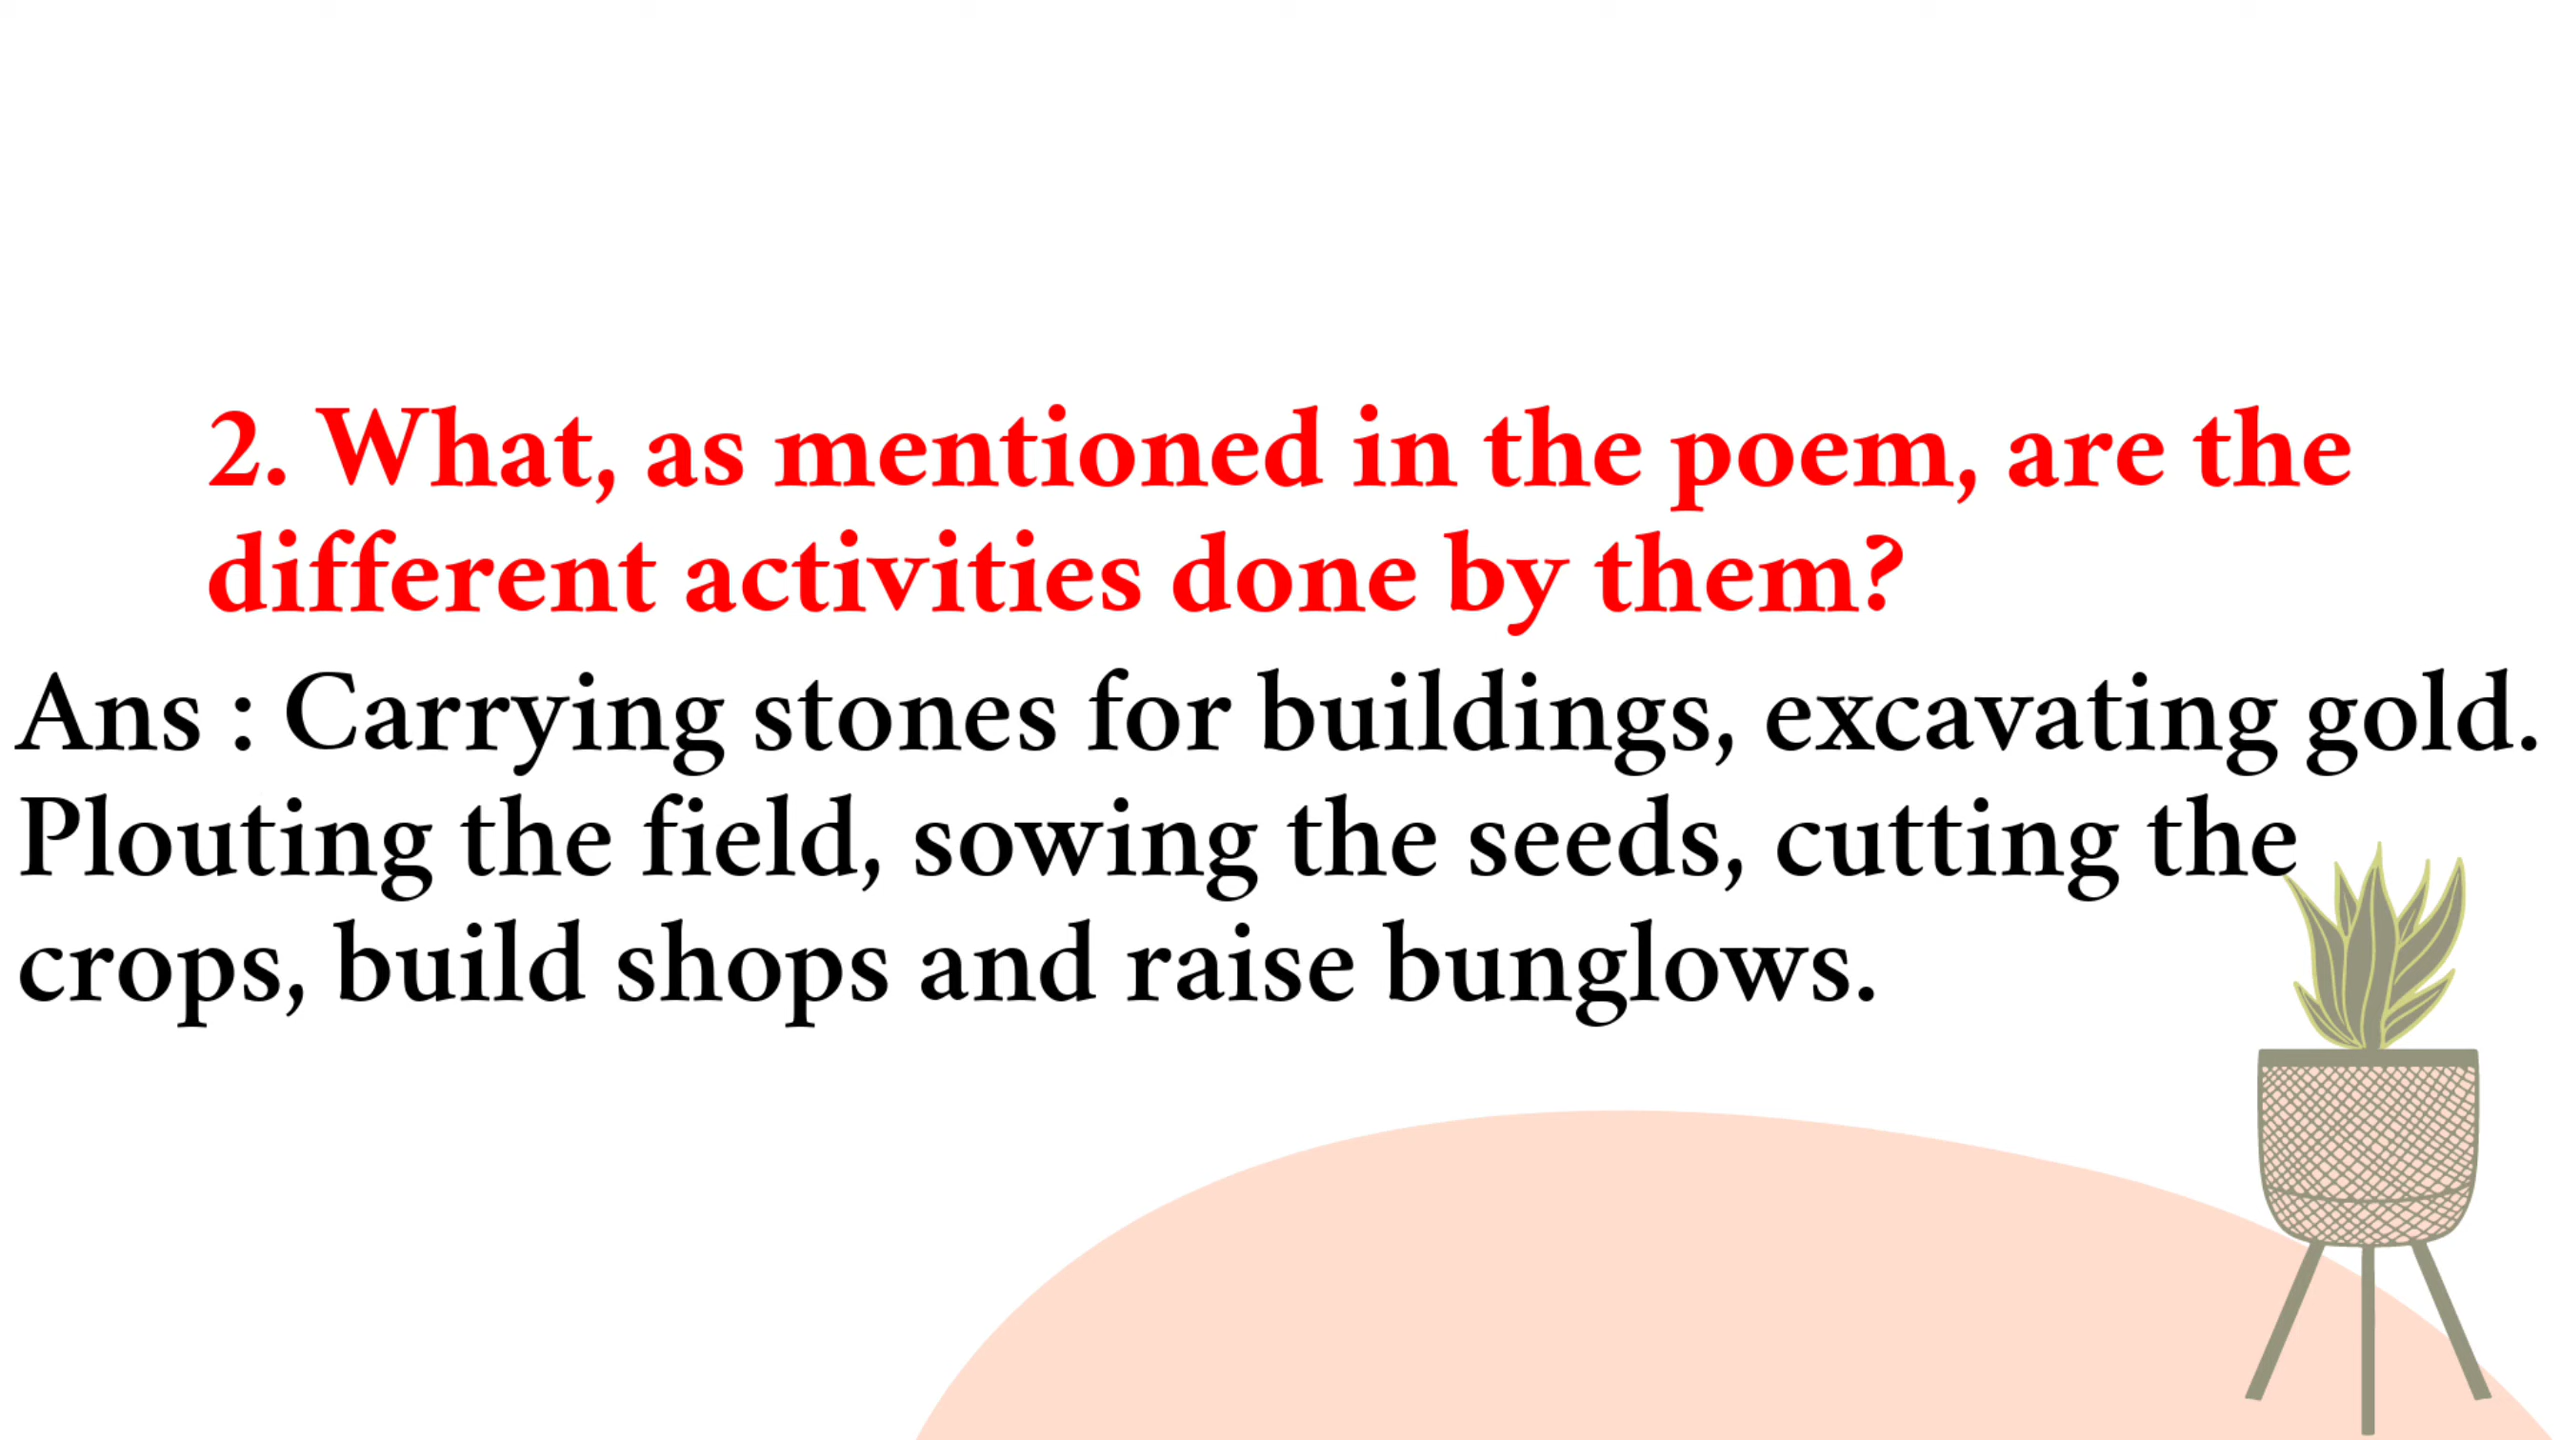 2. What, as mentioned in the poem, are the
different activities done by them?
Ans : Carrying stones for buildings, excavating gold.
Plouting the field, sowing the seeds, cutting the
crops, build shops and raise bunglows.